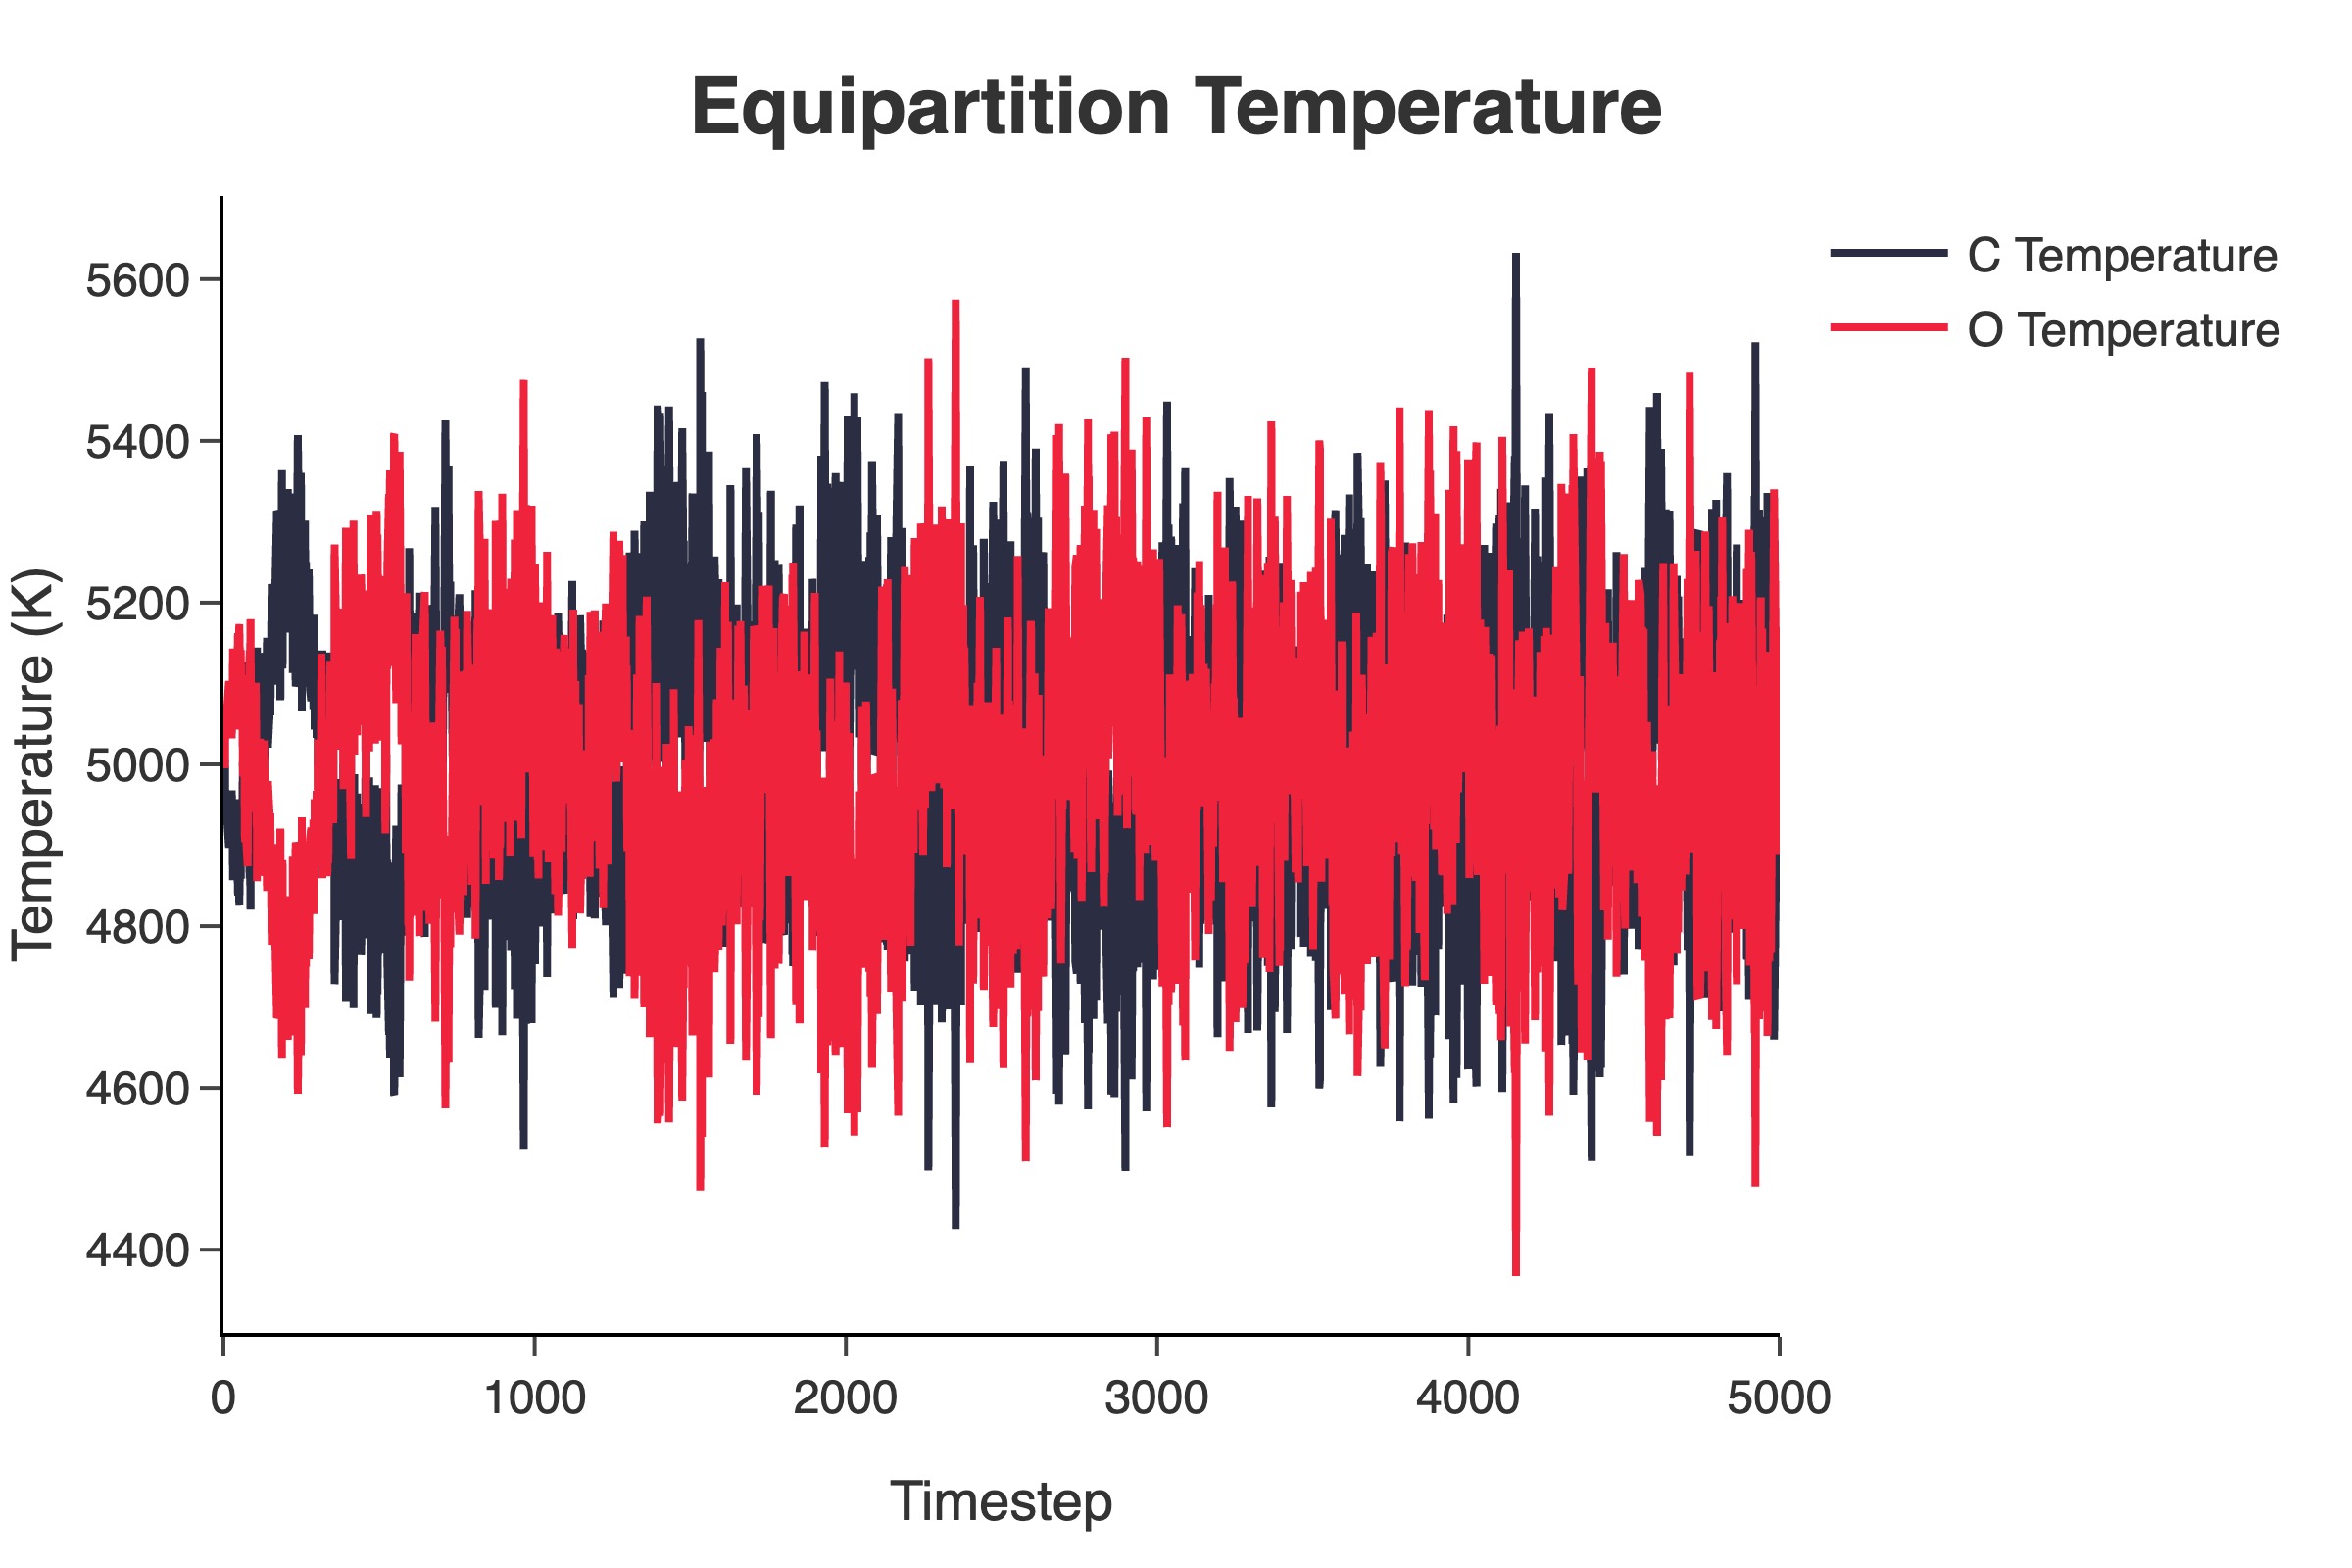 Equipartition Temperature
C Temperature
O Temperature
Temperature (K)
5600
5400
5200
5000
4800
4600
4400
0 1000 2000 3000 4000 5000
Timestep